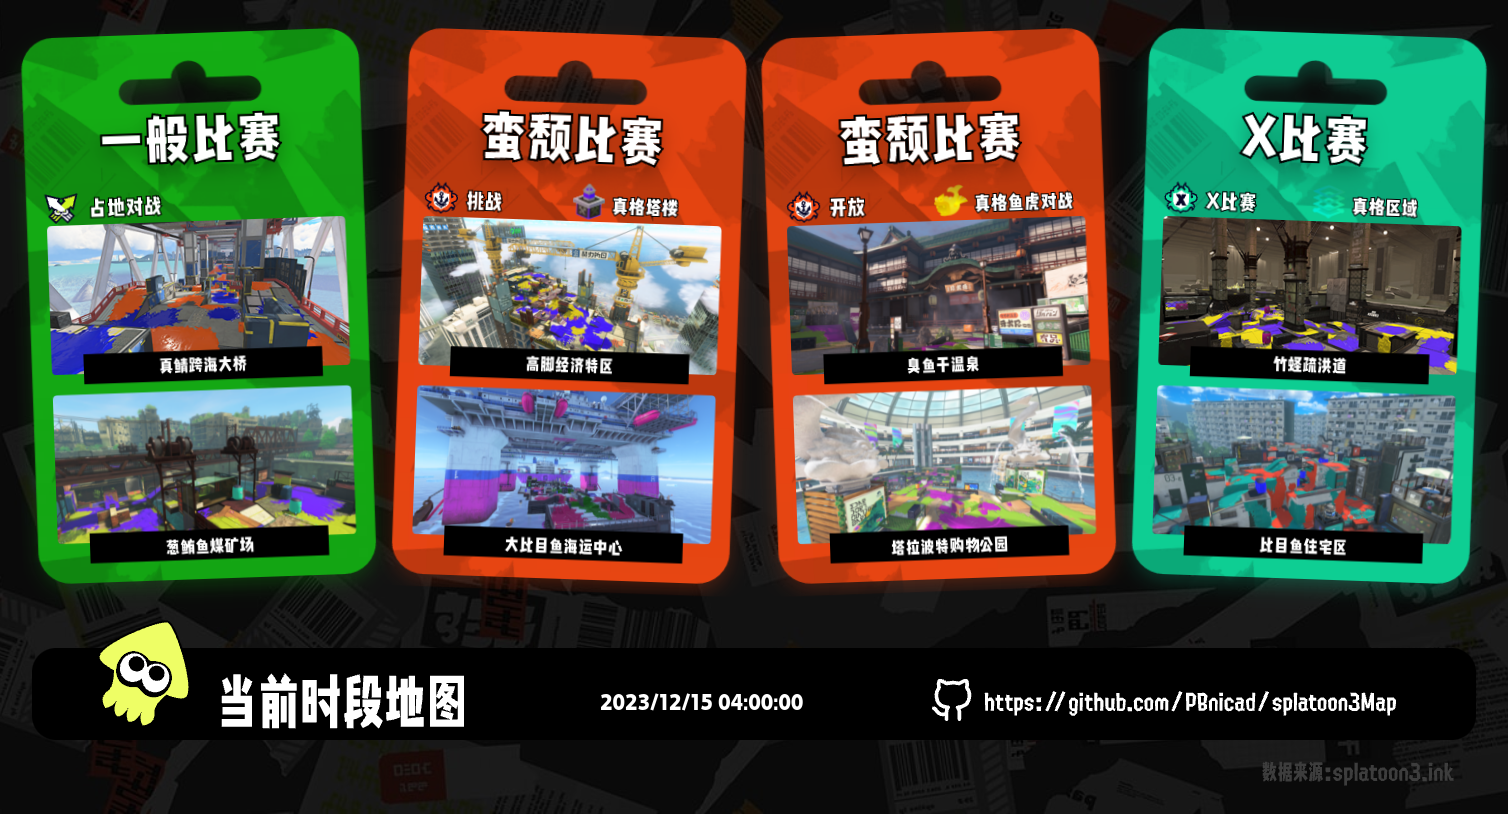 一般比赛
占地对战
真鲷跨海大桥
葱鲔鱼煤矿场
蛮颓比赛
挑战
真格塔楼
高脚经济特区
大比目鱼海运中心
蛮颓比赛
开放
真格鱼虎对战
臭鱼干温泉
塔拉波特购物公园
X比赛
X比赛
真格区域
竹蛏疏洪道
比目鱼住宅区
当前时段地图
2023/12/15 04:00:00
https://github.com/PBnicad/splatoon3Map
数据来源:splatoon3.ink